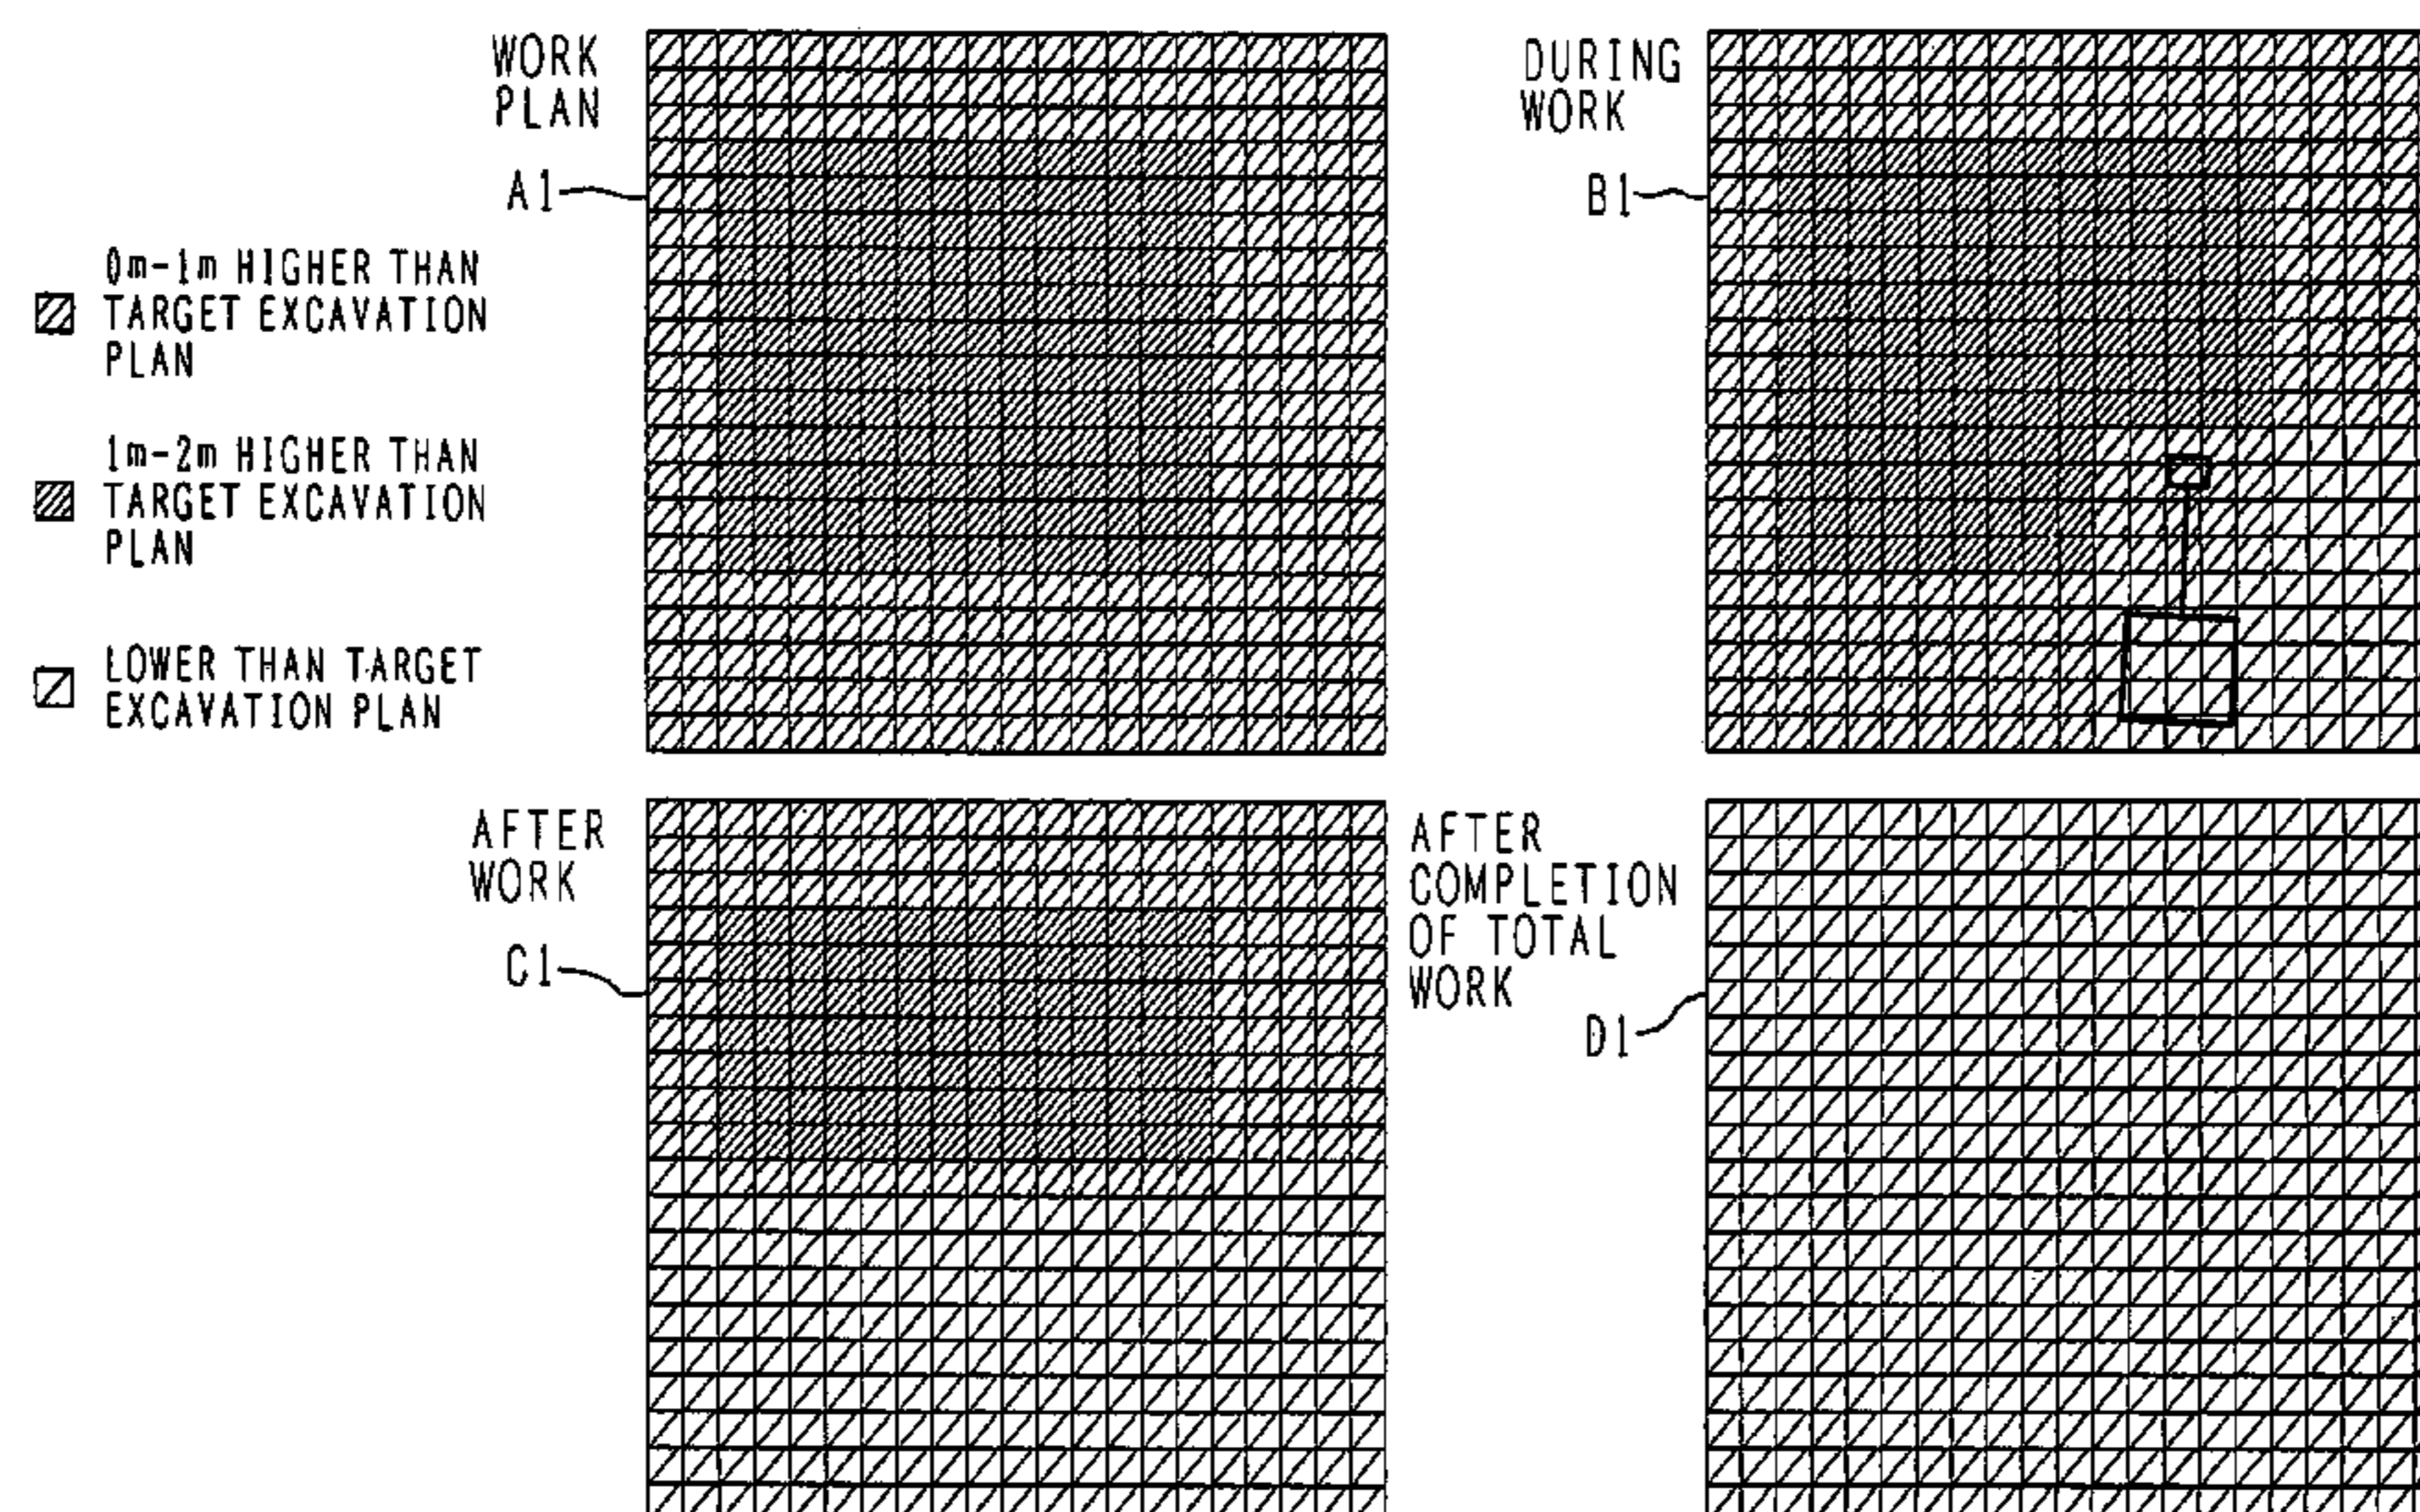 WORK
PLAN
A1
DURING
WORK
B1
0m-1m HIGHER THAN
TARGET EXCAVATION
PLAN
1m-2m HIGHER THAN
TARGET EXCAVATION
PLAN
LOWER THAN TARGET
EXCAVATION PLAN
AFTER
WORK
C1
AFTER
COMPLETION
OF TOTAL
WORK
D1